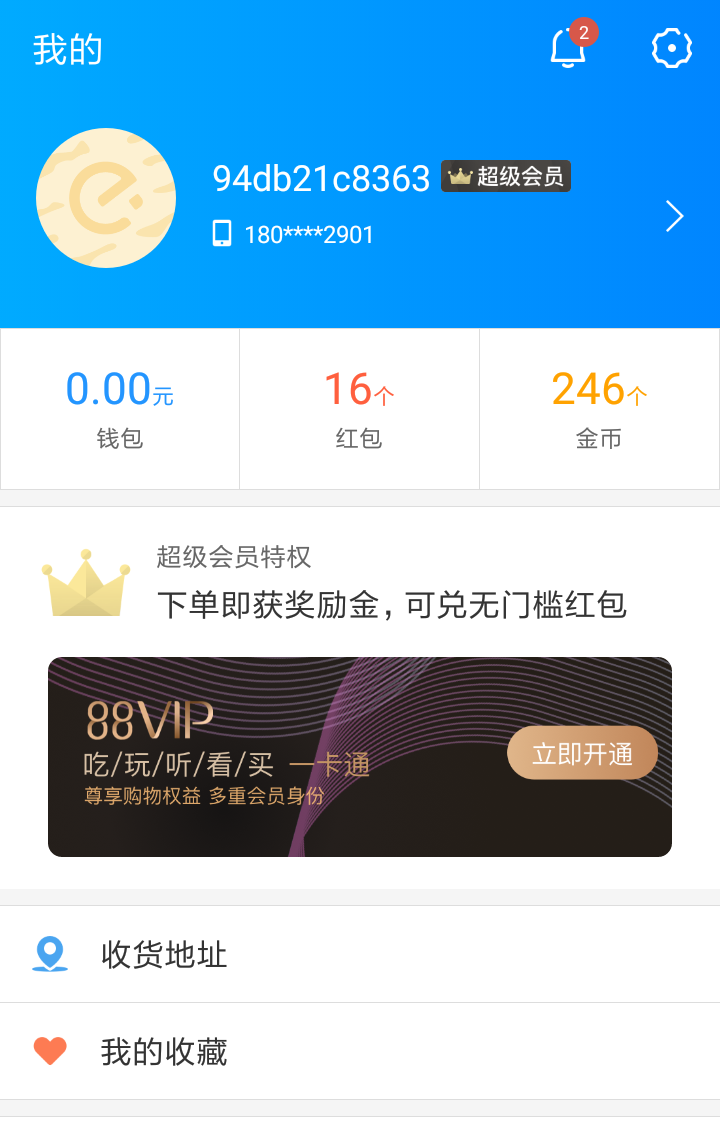 我的
2
94db21c8363 超级会员
180****2901
0.00元
16个
246个
钱包
红包
金币
超级会员特权
下单即获奖励金，可兑无门槛红包
88VIP
吃/玩/听/看/买 一卡通
立即开通
尊享购物权益 多重会员身份
收货地址
我的收藏